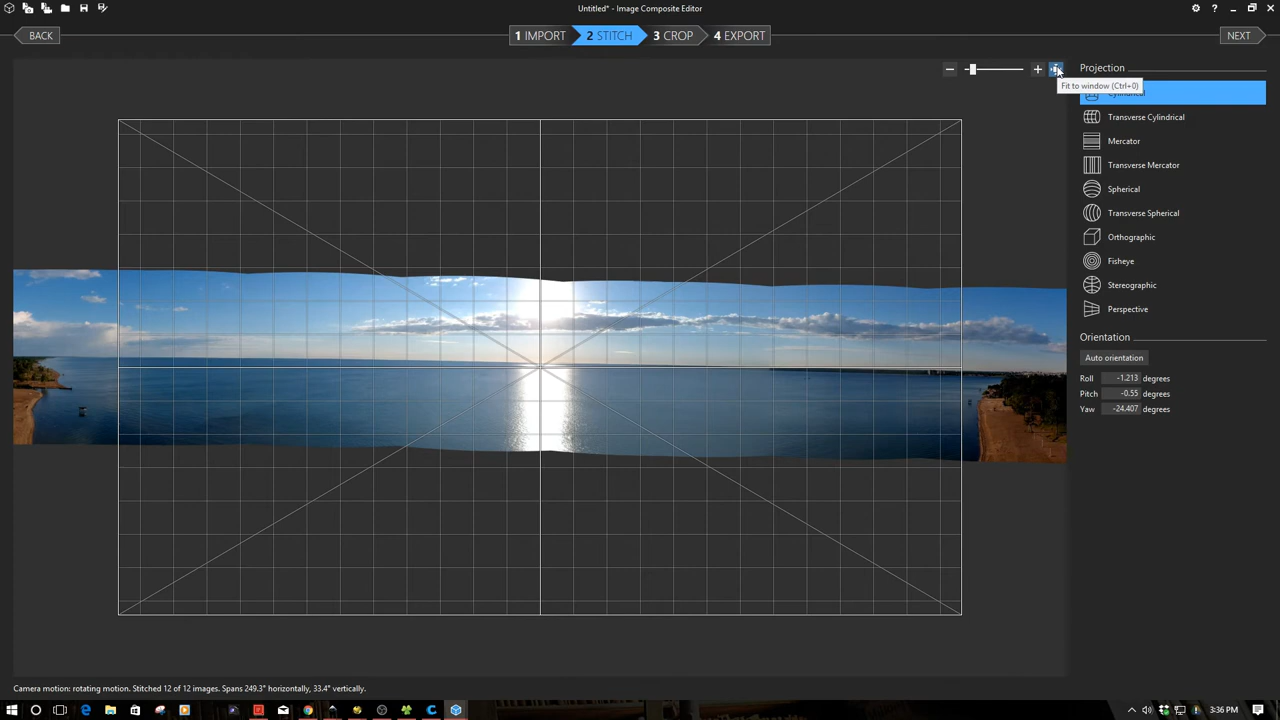 Untitled* - Image Composite Editor
BACK
1 IMPORT
2 STITCH
3 CROP
4 EXPORT
NEXT
Projection
Fit to window (Ctrl+0)
Cylindrical
Transverse Cylindrical
Mercator
Transverse Mercator
Spherical
Transverse Spherical
Orthographic
Fisheye
Stereographic
Perspective
Orientation
Auto orientation
Roll -1.213 degrees
Pitch -0.55 degrees
Yaw -24.407 degrees
Camera motion: rotating motion. Stitched 12 of 12 images. Spans 249.3° horizontally, 33.4° vertically.
3:36 PM